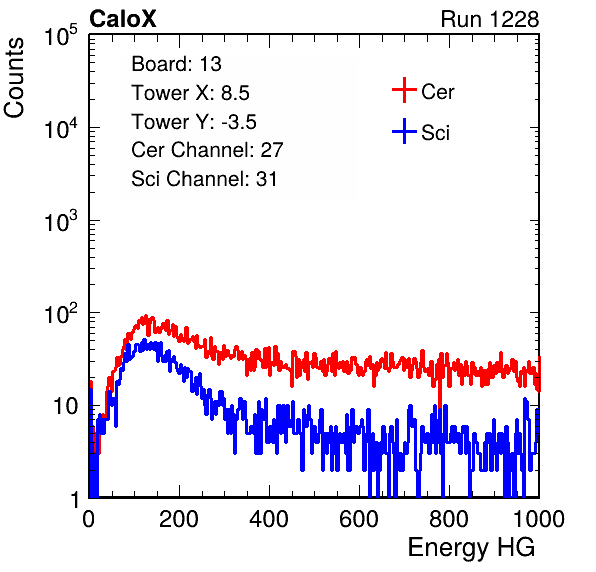 CaloX Run 1228
Counts
Board: 13
Tower X: 8.5
Tower Y: -3.5
Cer Channel: 27
Sci Channel: 31
Cer
Sci
10^5
10^4
10^3
10^2
10
1
0 200 400 600 800 1000
Energy HG